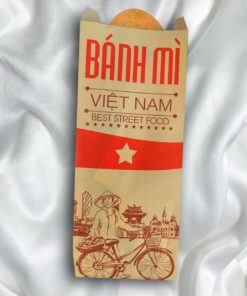 BÁNH MÌ
VIỆT NAM
BEST STREET FOOD